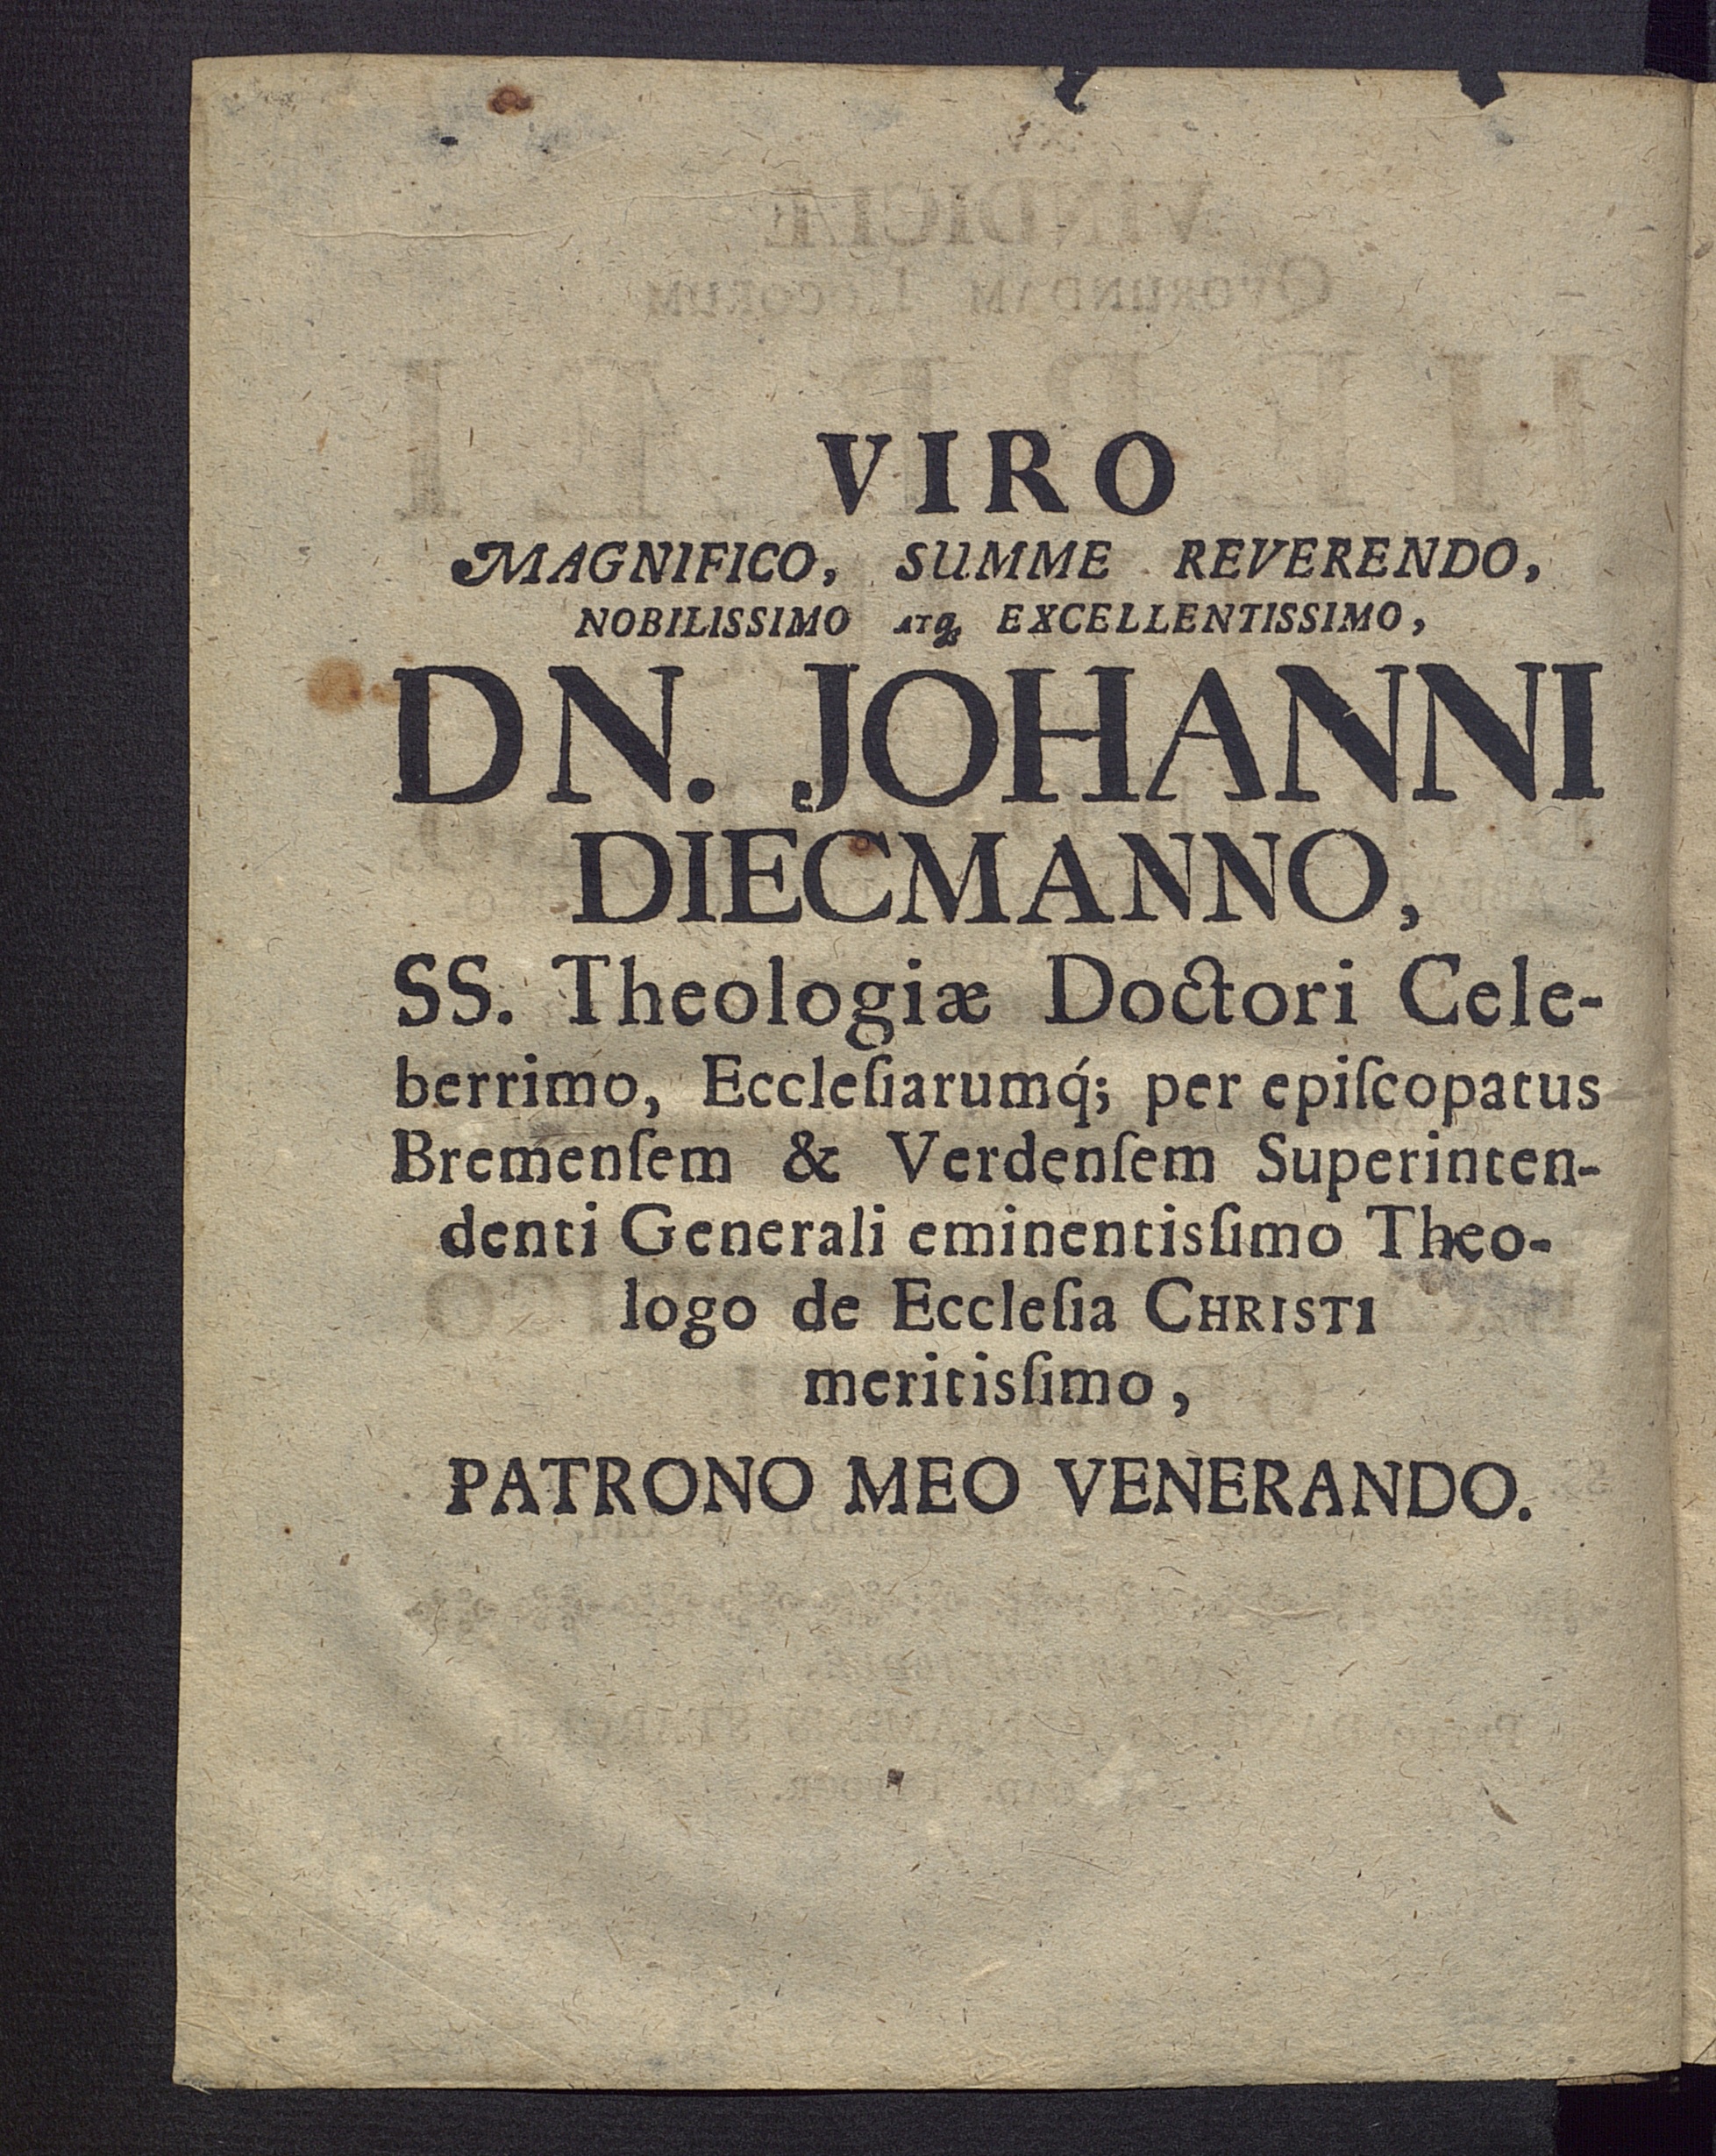 VIRO
MAGNIFICO, SUMME REVERENDO,
NOBILISSIMO ATq́; EXCELLENTISSIMO,
DN. JOHANNI
DIECMANNO,
SS. Theologiæ Doctori Cele-
berrimo, Eccleſiarumq́; per epiſcopatus
Bremenſem & Verdenſem Superinten-
denti Generali eminentisſimo Theo-
logo de Eccleſia CHRISTI
meritisſimo,
PATRONO MEO VENERANDO.